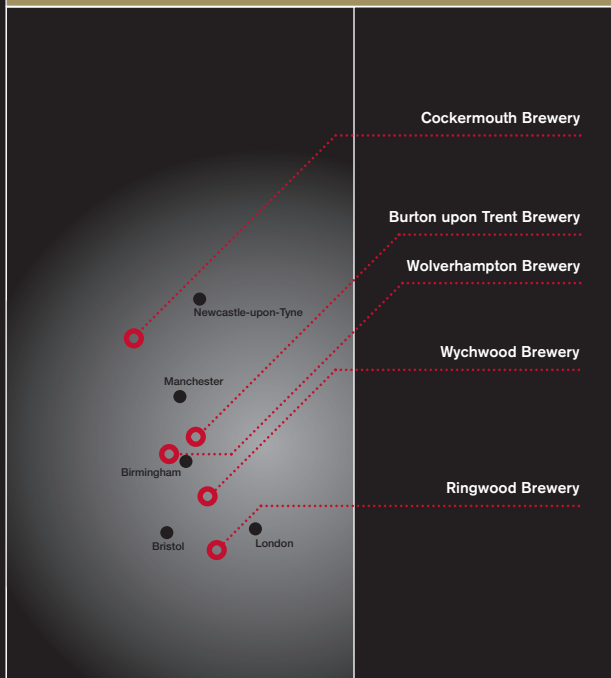 Cockermouth Brewery
Burton upon Trent Brewery
Wolverhampton Brewery
Newcastle-upon-Tyne
Wychwood Brewery
Manchester
Birmingham
Ringwood Brewery
Bristol
London